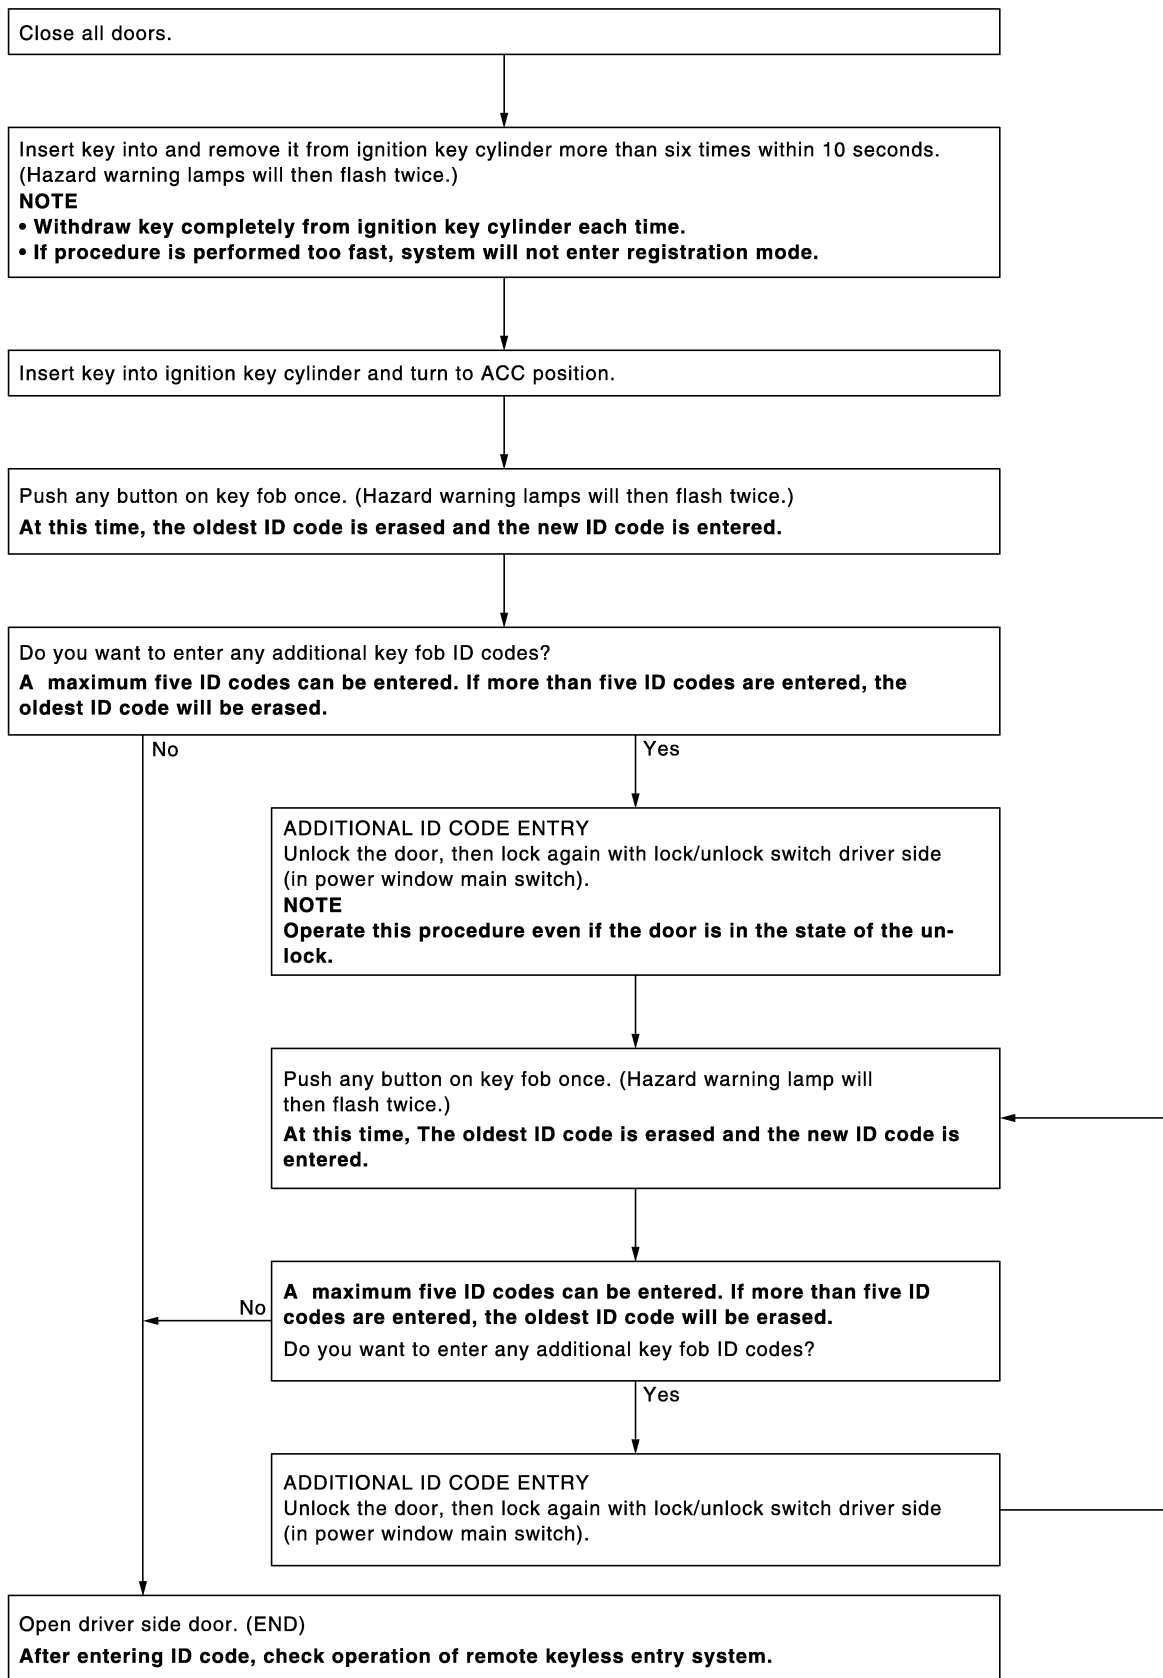 Close all doors.
Insert key into and remove it from ignition key cylinder more than six times within 10 seconds.
(Hazard warning lamps will then flash twice.)
NOTE
• Withdraw key completely from ignition key cylinder each time.
• If procedure is performed too fast, system will not enter registration mode.
Insert key into ignition key cylinder and turn to ACC position.
Push any button on key fob once. (Hazard warning lamps will then flash twice.)
At this time, the oldest ID code is erased and the new ID code is entered.
Do you want to enter any additional key fob ID codes?
A maximum five ID codes can be entered. If more than five ID codes are entered, the
oldest ID code will be erased.
No
Yes
ADDITIONAL ID CODE ENTRY
Unlock the door, then lock again with lock/unlock switch driver side
(in power window main switch).
NOTE
Operate this procedure even if the door is in the state of the un-
lock.
Push any button on key fob once. (Hazard warning lamp will
then flash twice.)
At this time, The oldest ID code is erased and the new ID code is
entered.
No
A maximum five ID codes can be entered. If more than five ID
codes are entered, the oldest ID code will be erased.
Do you want to enter any additional key fob ID codes?
Yes
ADDITIONAL ID CODE ENTRY
Unlock the door, then lock again with lock/unlock switch driver side
(in power window main switch).
Open driver side door. (END)
After entering ID code, check operation of remote keyless entry system.